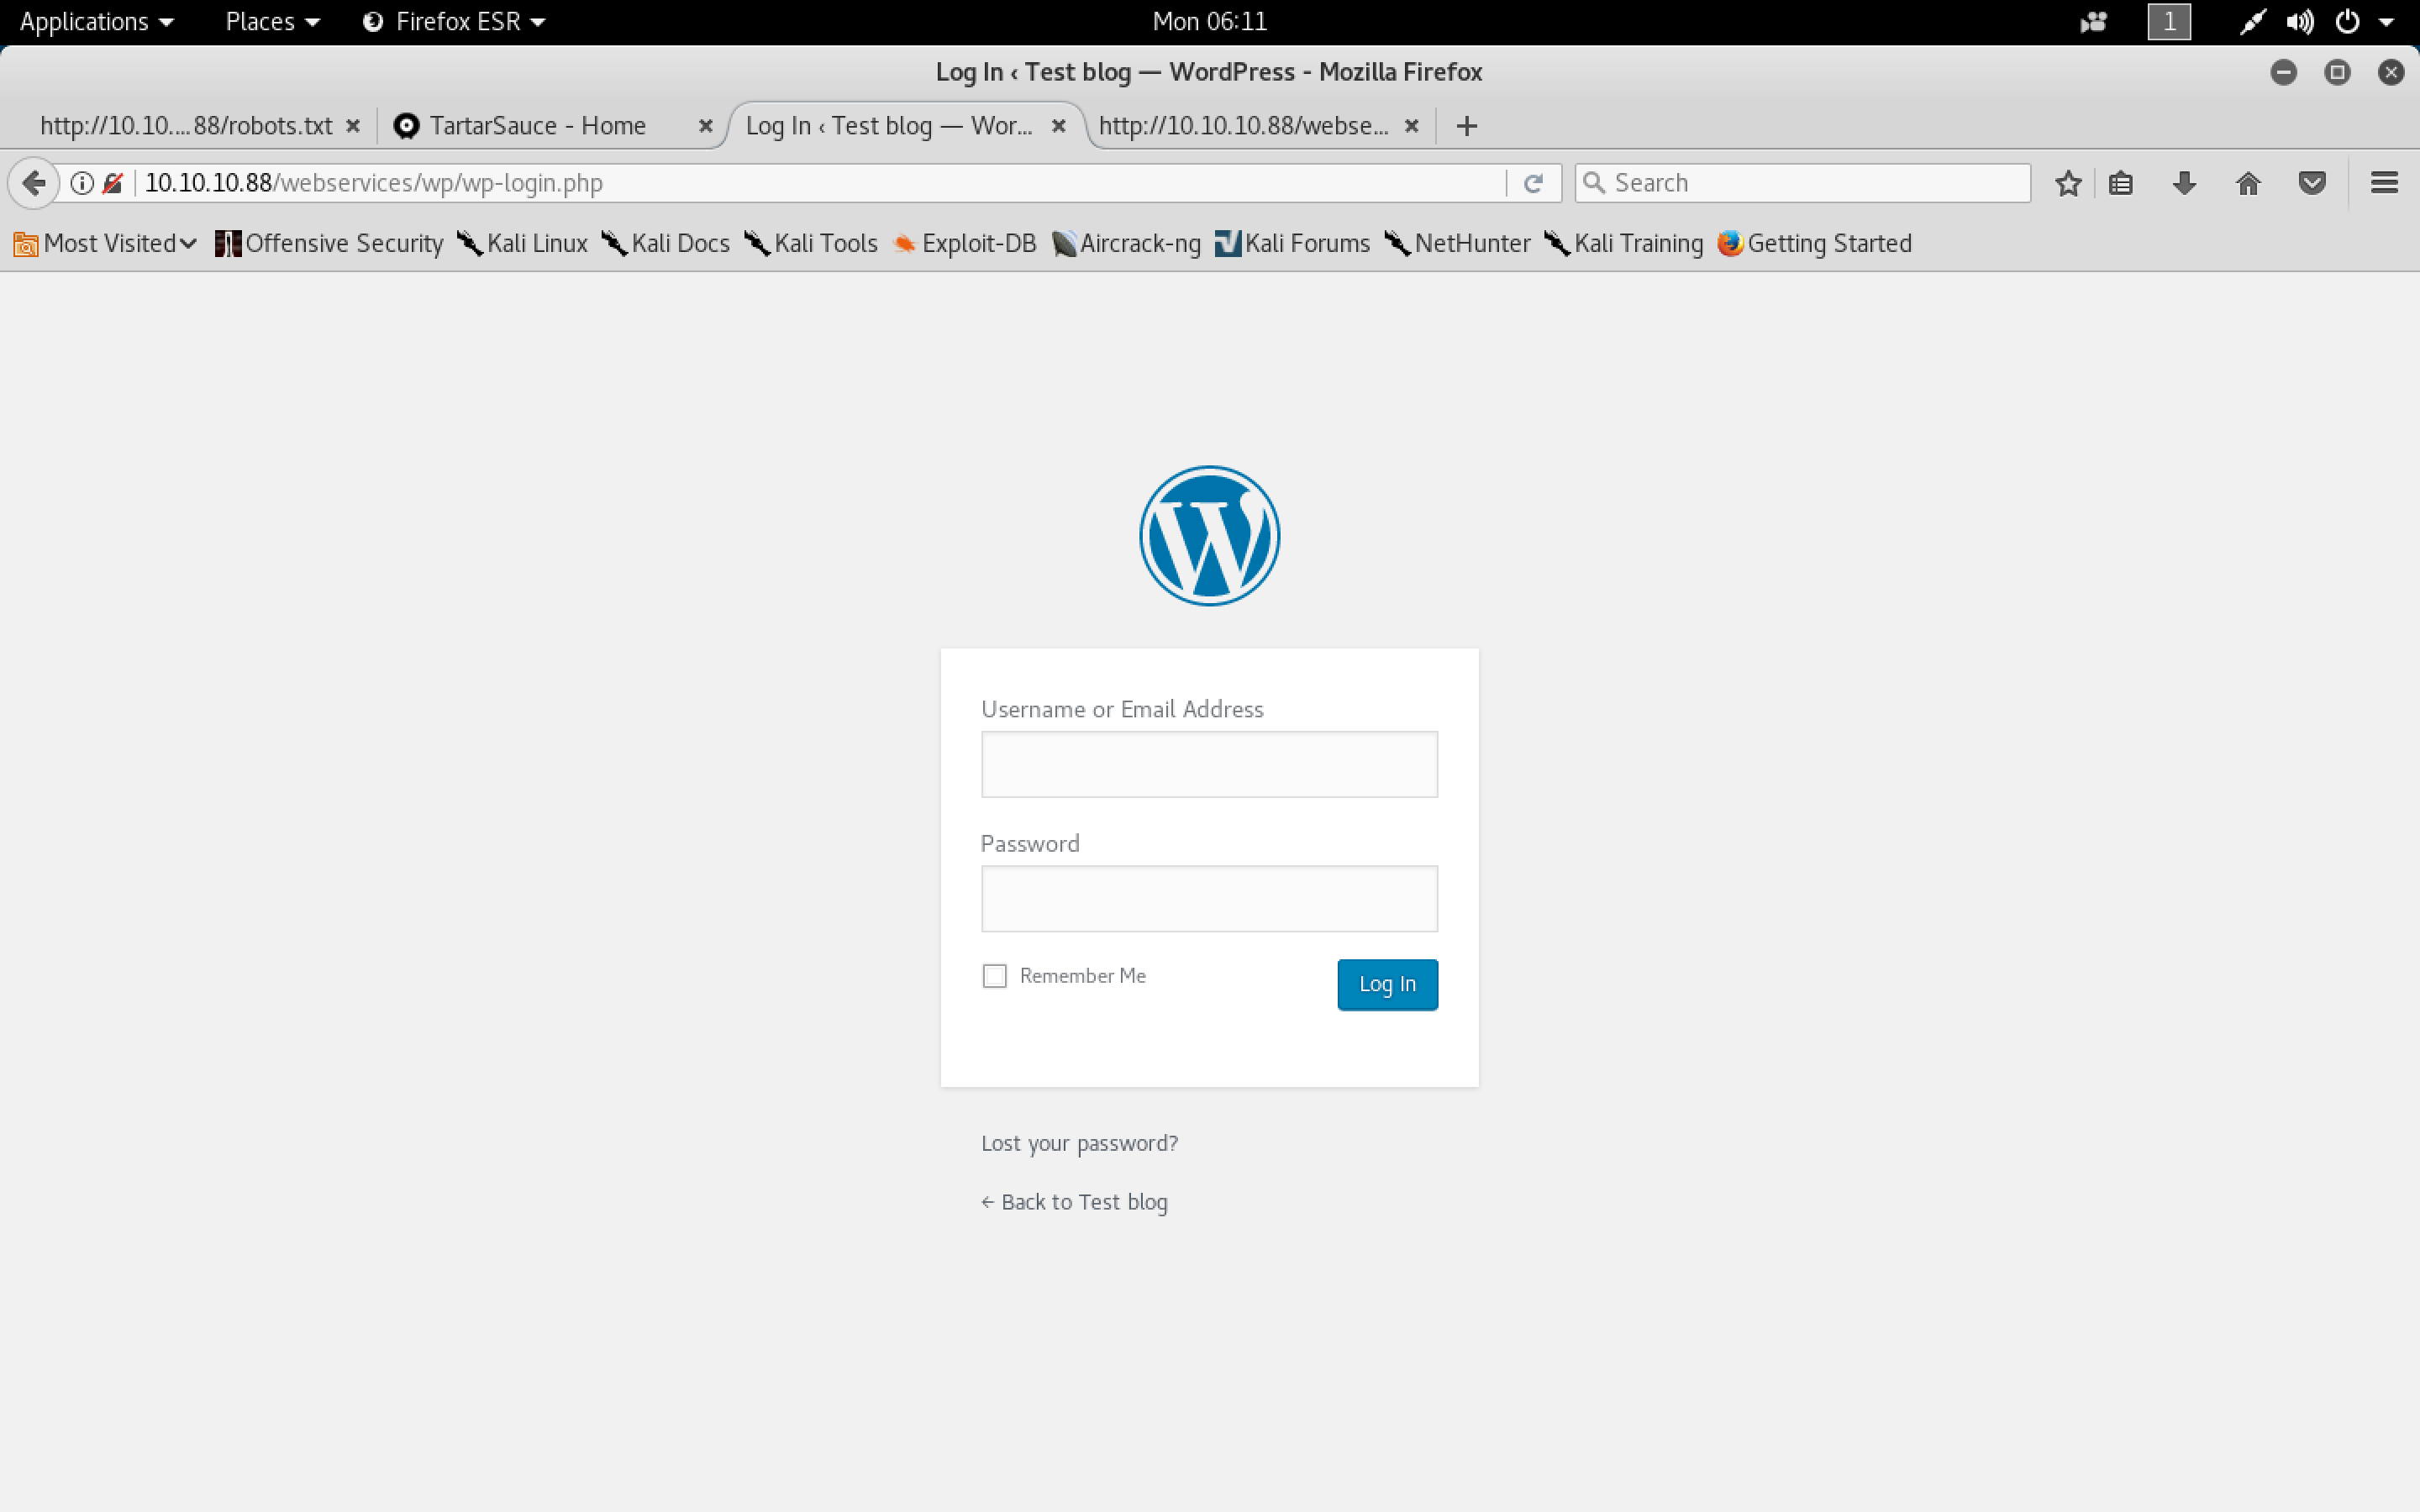 Applications Places Firefox ESR Mon 06:11 1
Log In ‹ Test blog — WordPress - Mozilla Firefox
http://10.10....88/robots.txt TartarSauce - Home Log In ‹ Test blog — Wor... http://10.10.10.88/webse...
10.10.10.88/webservices/wp/wp-login.php Search
Most Visited Offensive Security Kali Linux Kali Docs Kali Tools Exploit-DB Aircrack-ng Kali Forums NetHunter Kali Training Getting Started
Username or Email Address
Password
Remember Me Log In
Lost your password?
← Back to Test blog